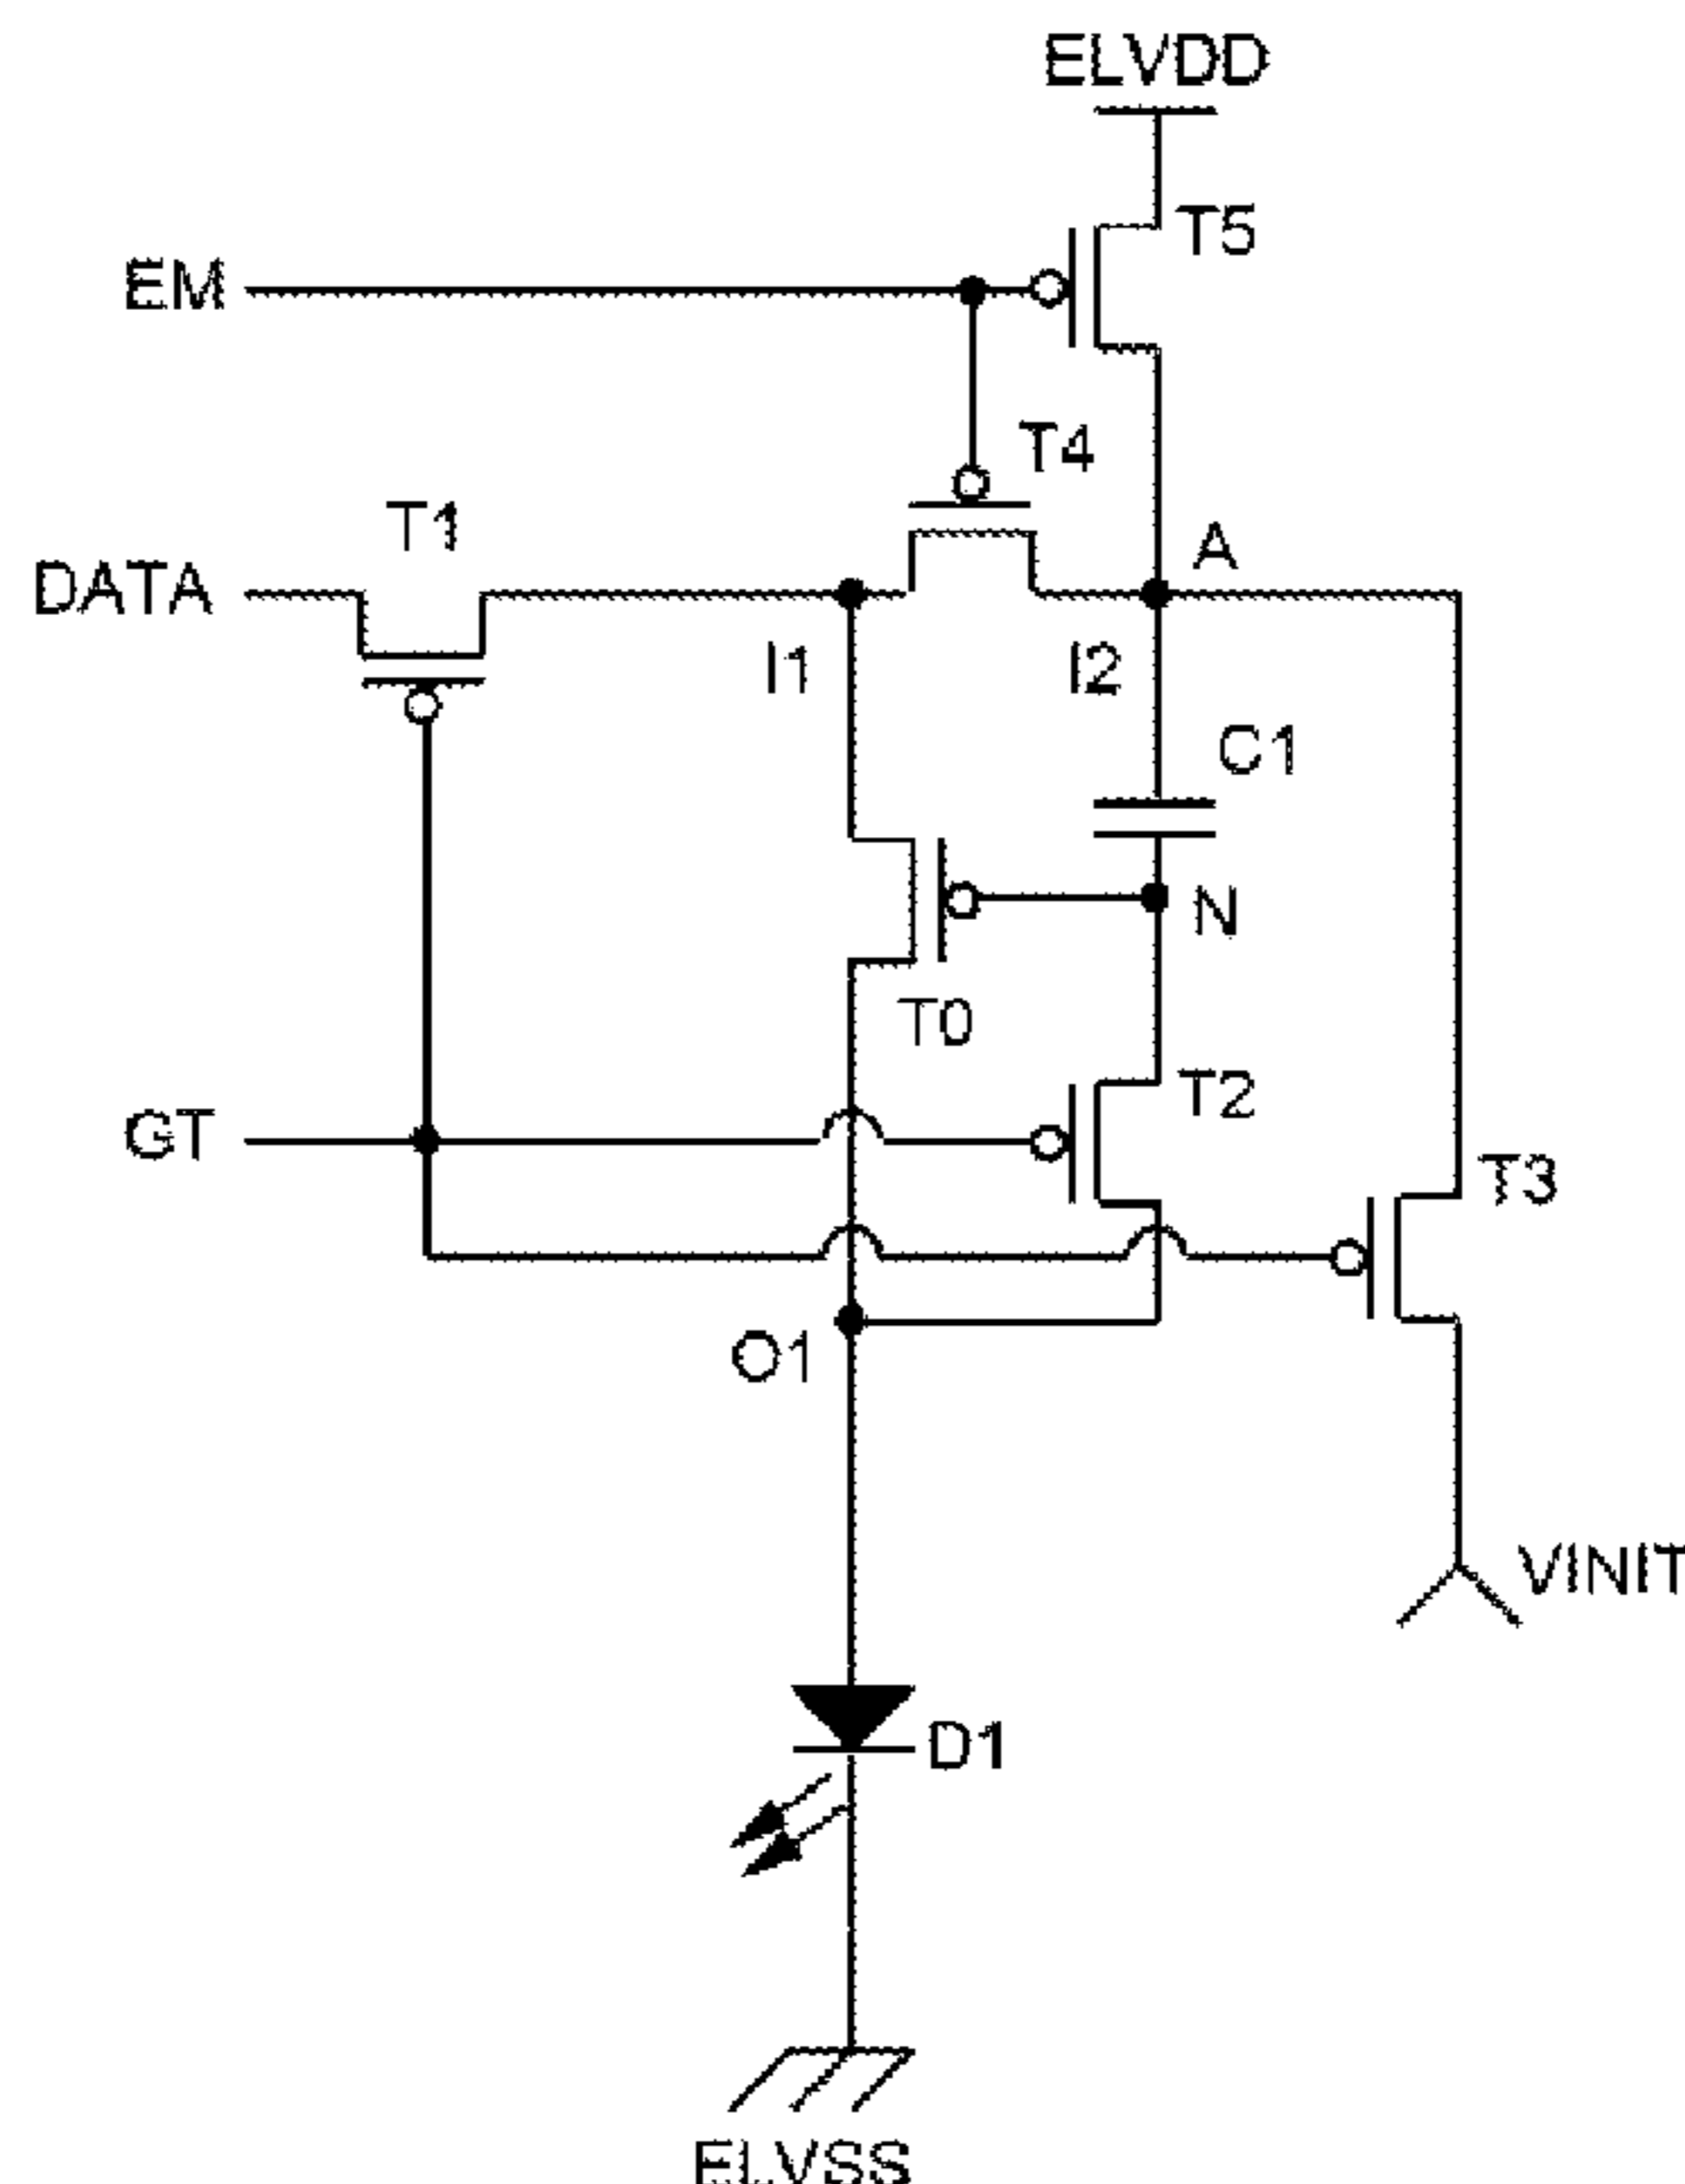 ELVDD
T5
EM
T4
T1
A
DATA
I1
I2
C1
N
T0
T2
GT
T3
O1
VINIT
D1
ELVSS